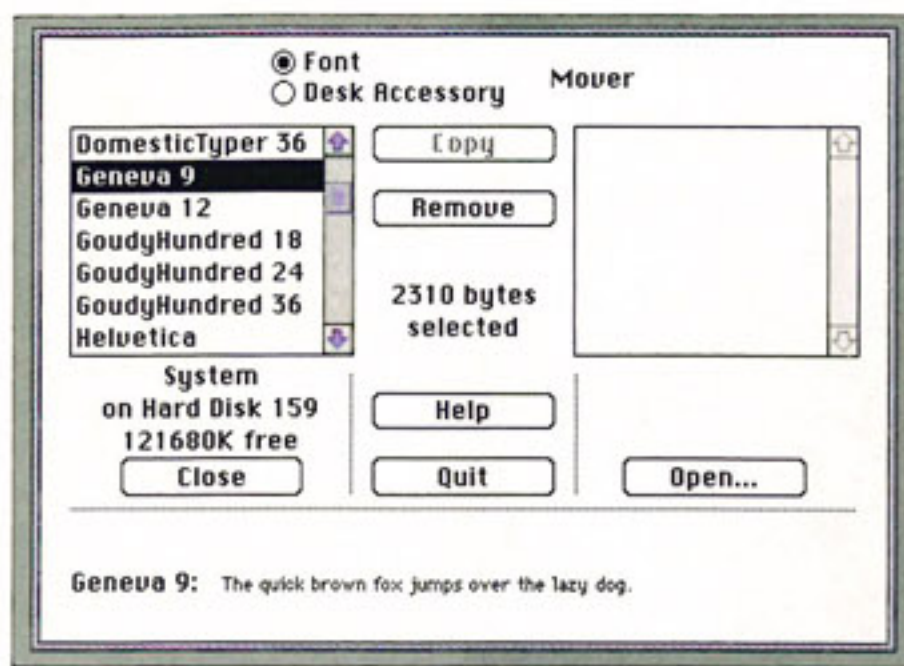 Font
Desk Accessory
Mover
DomesticTyper 36
Geneva 9
Geneva 12
GoudyHundred 18
GoudyHundred 24
GoudyHundred 36
Helvetica
Copy
Remove
2310 bytes
selected
System
on Hard Disk 159
121680K free
Close
Help
Quit
Open...
Geneva 9: The quick brown fox jumps over the lazy dog.